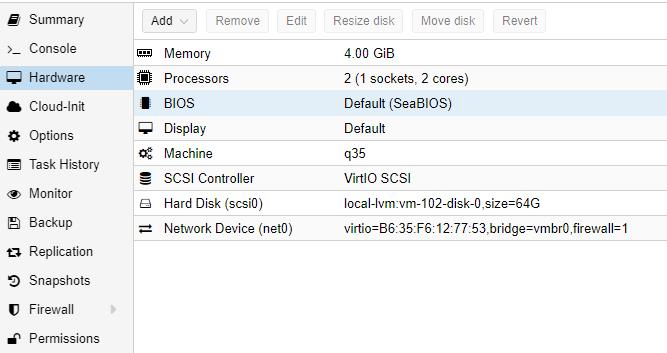 Summary
Console
Hardware
Cloud-Init
Options
Task History
Monitor
Backup
Replication
Snapshots
Firewall
Permissions
Add Remove Edit Resize disk Move disk Revert
Memory 4.00 GiB
Processors 2 (1 sockets, 2 cores)
BIOS Default (SeaBIOS)
Display Default
Machine q35
SCSI Controller VirtIO SCSI
Hard Disk (scsi0) local-lvm:vm-102-disk-0,size=64G
Network Device (net0) virtio=B6:35:F6:12:77:53,bridge=vmbr0,firewall=1